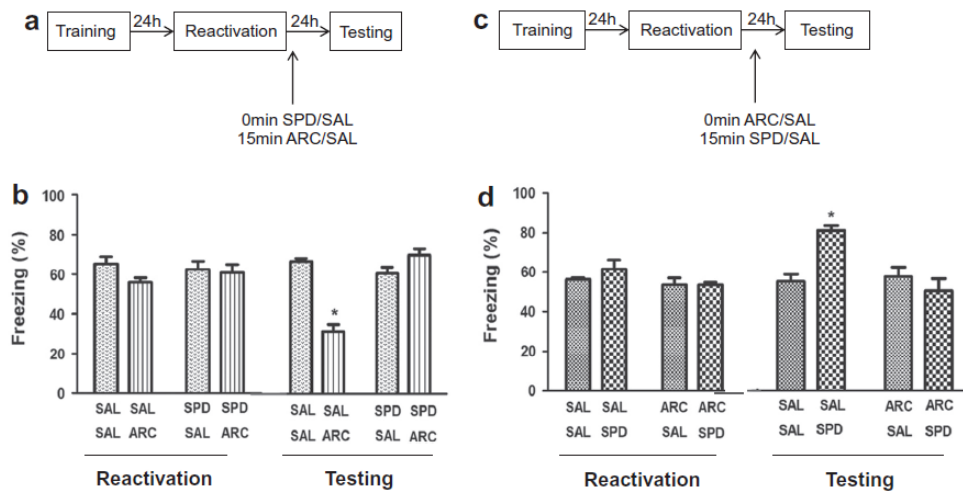 a
Training
24h
Reactivation
24h
Testing
0min SPD/SAL
15min ARC/SAL
c
Training
24h
Reactivation
24h
Testing
0min ARC/SAL
15min SPD/SAL
b
Freezing (%)
100
80
60
40
20
0
SAL SAL SPD SPD SAL SAL SPD SPD
SAL ARC SAL ARC SAL ARC SAL ARC
*
Reactivation Testing
d
Freezing (%)
100
80
60
40
20
0
SAL SAL ARC ARC SAL SAL ARC ARC
SAL SPD SAL SPD SAL SPD SAL SPD
*
Reactivation Testing